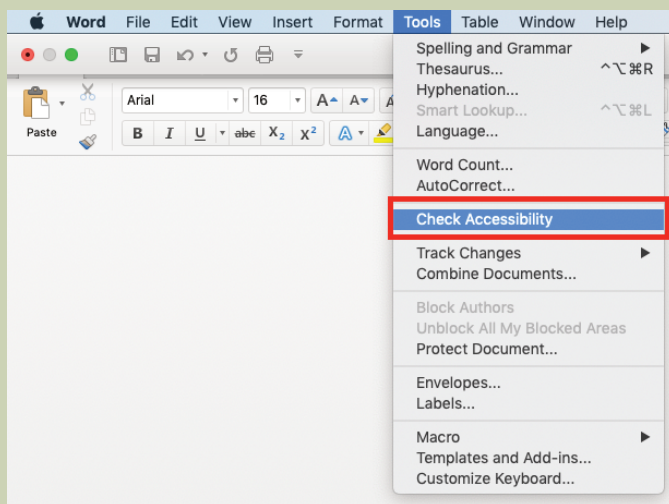 Word File Edit View Insert Format Tools Table Window Help
Spelling and Grammar
Thesaurus... ^⌥⌘R
Hyphenation...
Smart Lookup... ^⌥⌘L
Language...
Word Count...
AutoCorrect...
Check Accessibility
Track Changes
Combine Documents...
Block Authors
Unblock All My Blocked Areas
Protect Document...
Envelopes...
Labels...
Macro
Templates and Add-ins...
Customize Keyboard...
Paste
Arial 16 A A A
B I U abc X2 X2 A